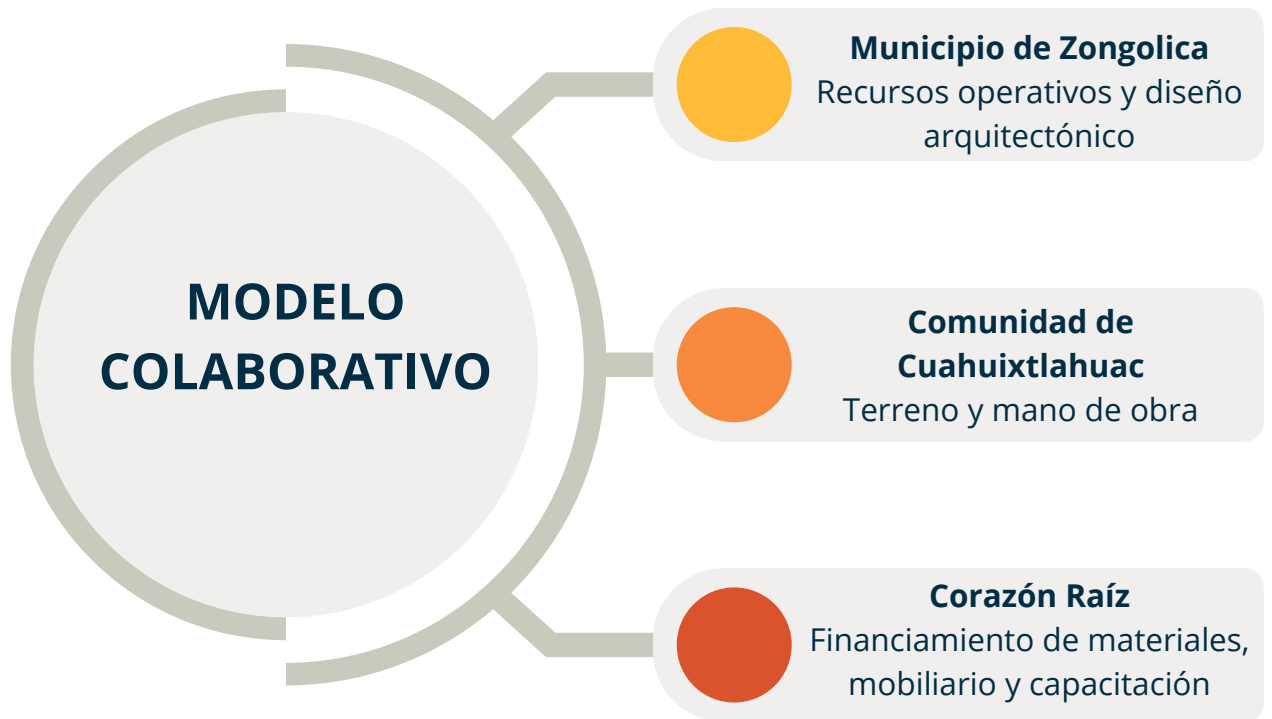 MODELO
COLABORATIVO
Municipio de Zongolica
Recursos operativos y diseño
arquitectónico
Comunidad de
Cuahuixtlahuac
Terreno y mano de obra
Corazón Raíz
Financiamiento de materiales,
mobiliario y capacitación